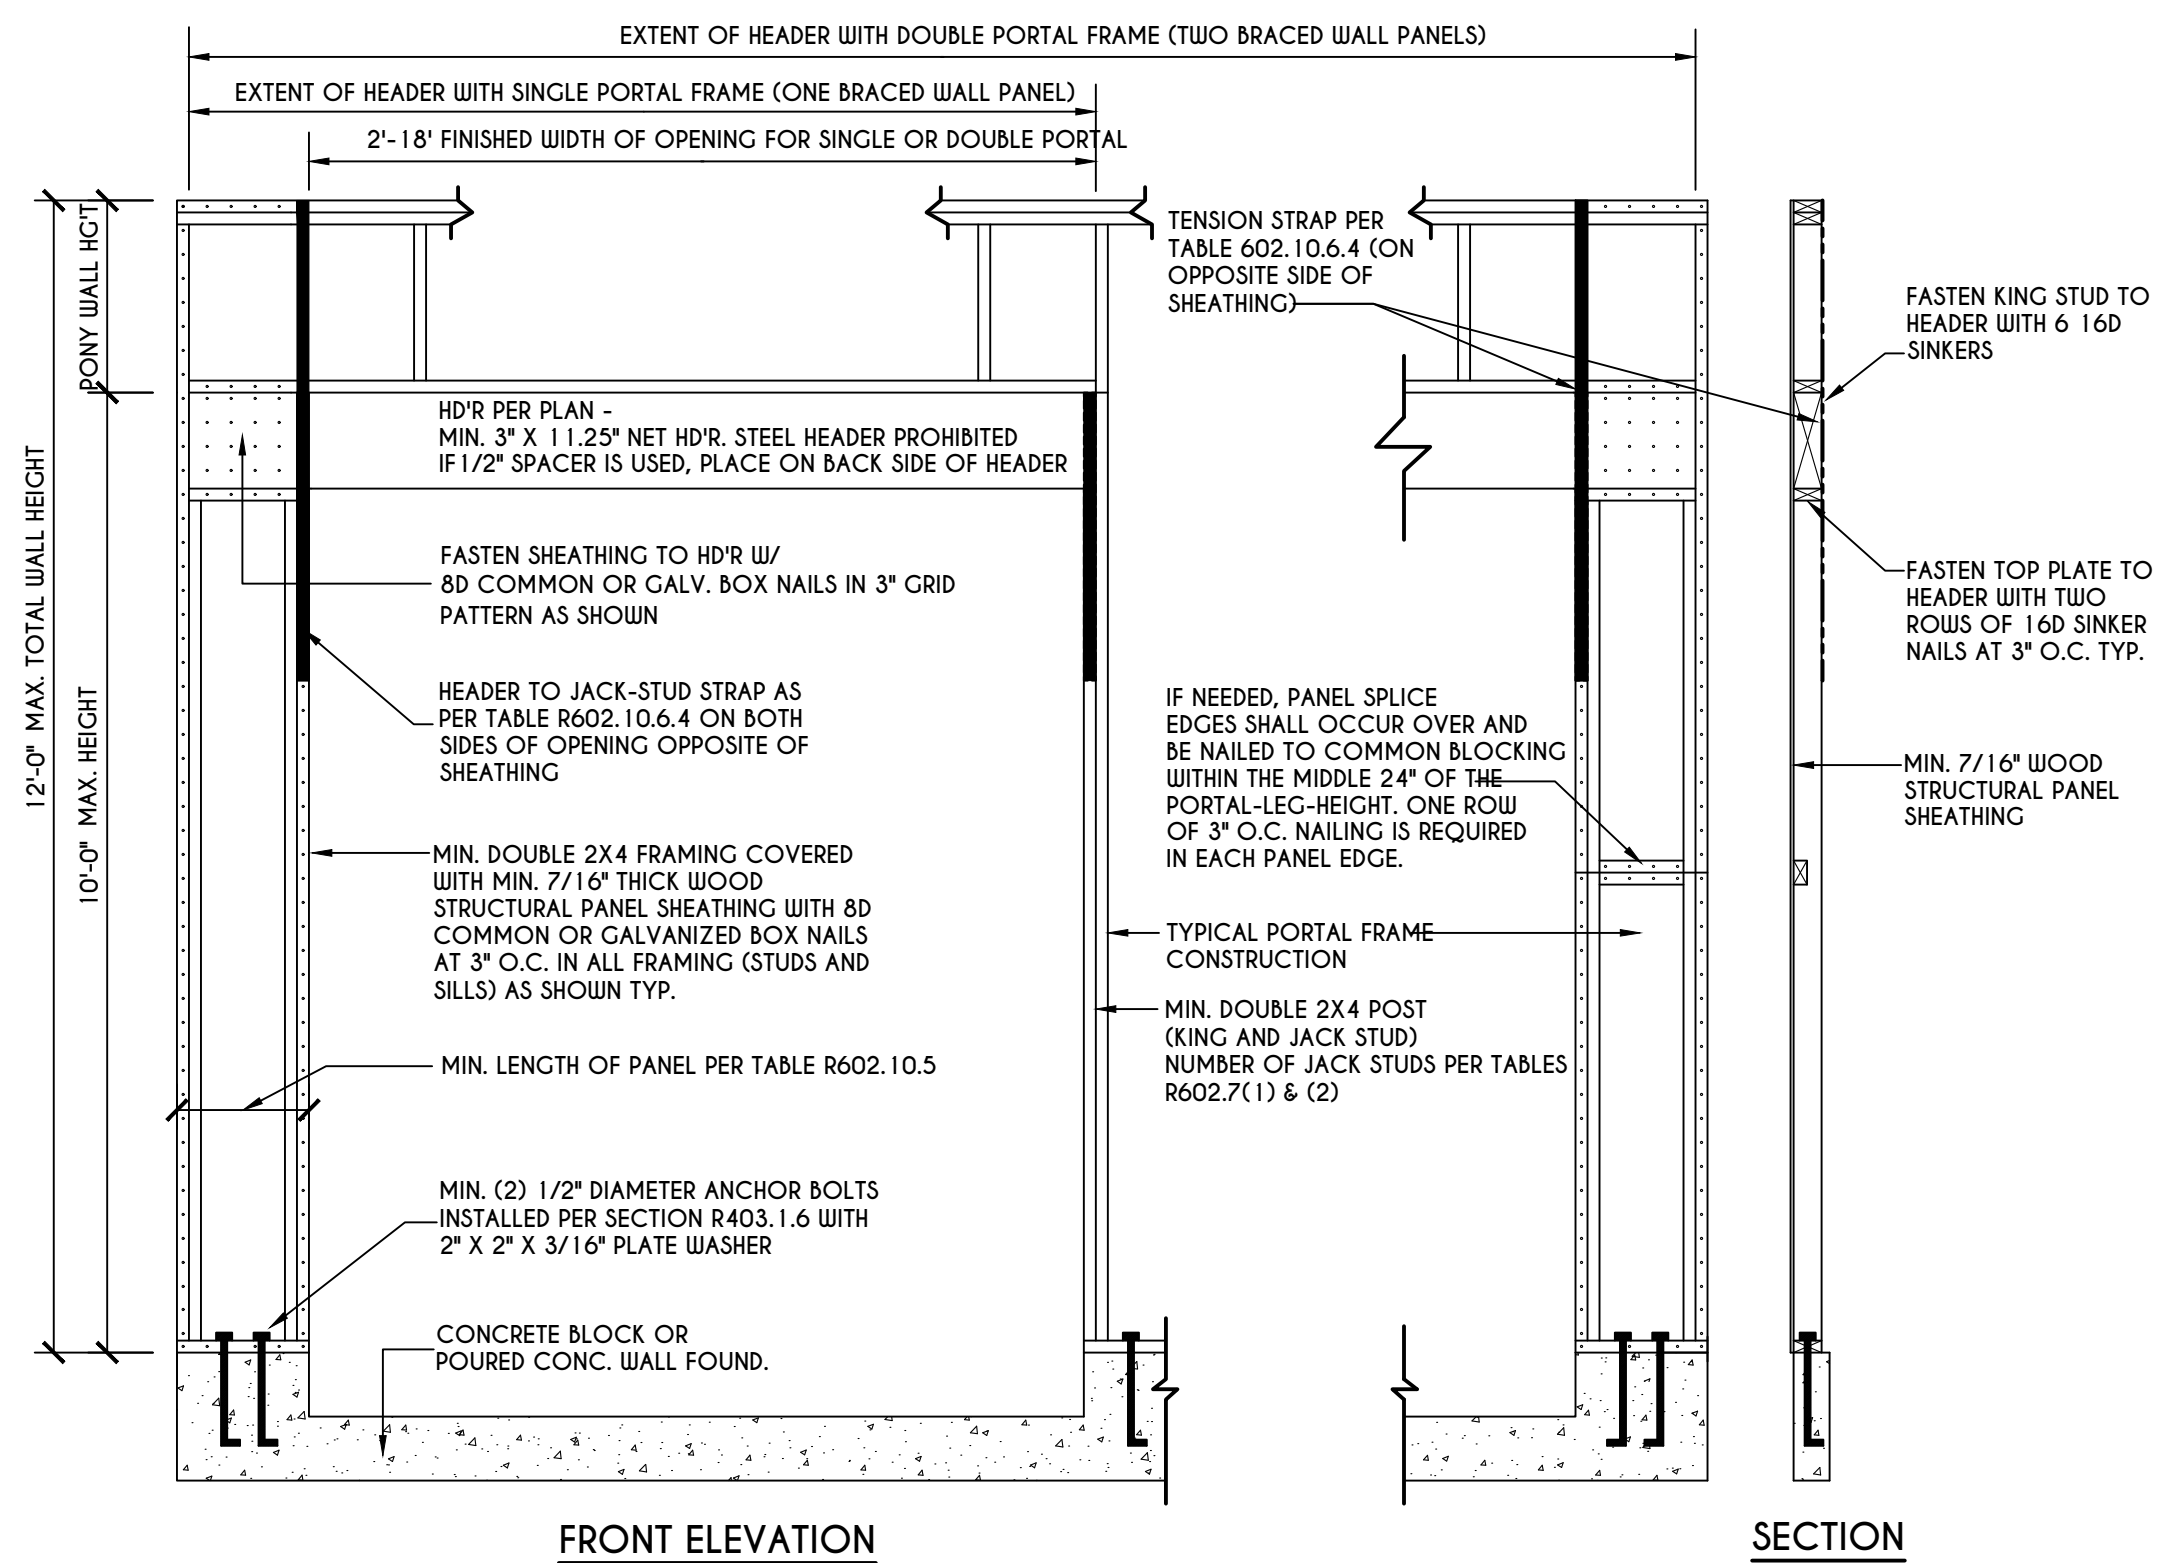 EXTENT OF HEADER WITH DOUBLE PORTAL FRAME (TWO BRACED WALL PANELS)
EXTENT OF HEADER WITH SINGLE PORTAL FRAME (ONE BRACED WALL PANEL)
2'-18' FINISHED WIDTH OF OPENING FOR SINGLE OR DOUBLE PORTAL
12'-0" MAX. TOTAL WALL HEIGHT
PONY WALL HG'T
10'-0" MAX. HEIGHT
HD'R PER PLAN -
MIN. 3" X 11.25" NET HD'R. STEEL HEADER PROHIBITED
IF 1/2" SPACER IS USED, PLACE ON BACK SIDE OF HEADER
FASTEN SHEATHING TO HD'R W/
8D COMMON OR GALV. BOX NAILS IN 3" GRID
PATTERN AS SHOWN
HEADER TO JACK-STUD STRAP AS
PER TABLE R602.10.6.4 ON BOTH
SIDES OF OPENING OPPOSITE OF
SHEATHING
MIN. DOUBLE 2X4 FRAMING COVERED
WITH MIN. 7/16" THICK WOOD
STRUCTURAL PANEL SHEATHING WITH 8D
COMMON OR GALVANIZED BOX NAILS
AT 3" O.C. IN ALL FRAMING (STUDS AND
SILLS) AS SHOWN TYP.
MIN. LENGTH OF PANEL PER TABLE R602.10.5
MIN. (2) 1/2" DIAMETER ANCHOR BOLTS
INSTALLED PER SECTION R403.1.6 WITH
2" X 2" X 3/16" PLATE WASHER
CONCRETE BLOCK OR
POURED CONC. WALL FOUND.
TENSION STRAP PER
TABLE 602.10.6.4 (ON
OPPOSITE SIDE OF
SHEATHING)
IF NEEDED, PANEL SPLICE
EDGES SHALL OCCUR OVER AND
BE NAILED TO COMMON BLOCKING
WITHIN THE MIDDLE 24" OF THE
PORTAL-LEG-HEIGHT. ONE ROW
OF 3" O.C. NAILING IS REQUIRED
IN EACH PANEL EDGE.
TYPICAL PORTAL FRAME
CONSTRUCTION
MIN. DOUBLE 2X4 POST
(KING AND JACK STUD)
NUMBER OF JACK STUDS PER TABLES
R602.7(1) & (2)
FASTEN KING STUD TO
HEADER WITH 6 16D
SINKERS
FASTEN TOP PLATE TO
HEADER WITH TWO
ROWS OF 16D SINKER
NAILS AT 3" O.C. TYP.
MIN. 7/16" WOOD
STRUCTURAL PANEL
SHEATHING
FRONT ELEVATION
SECTION